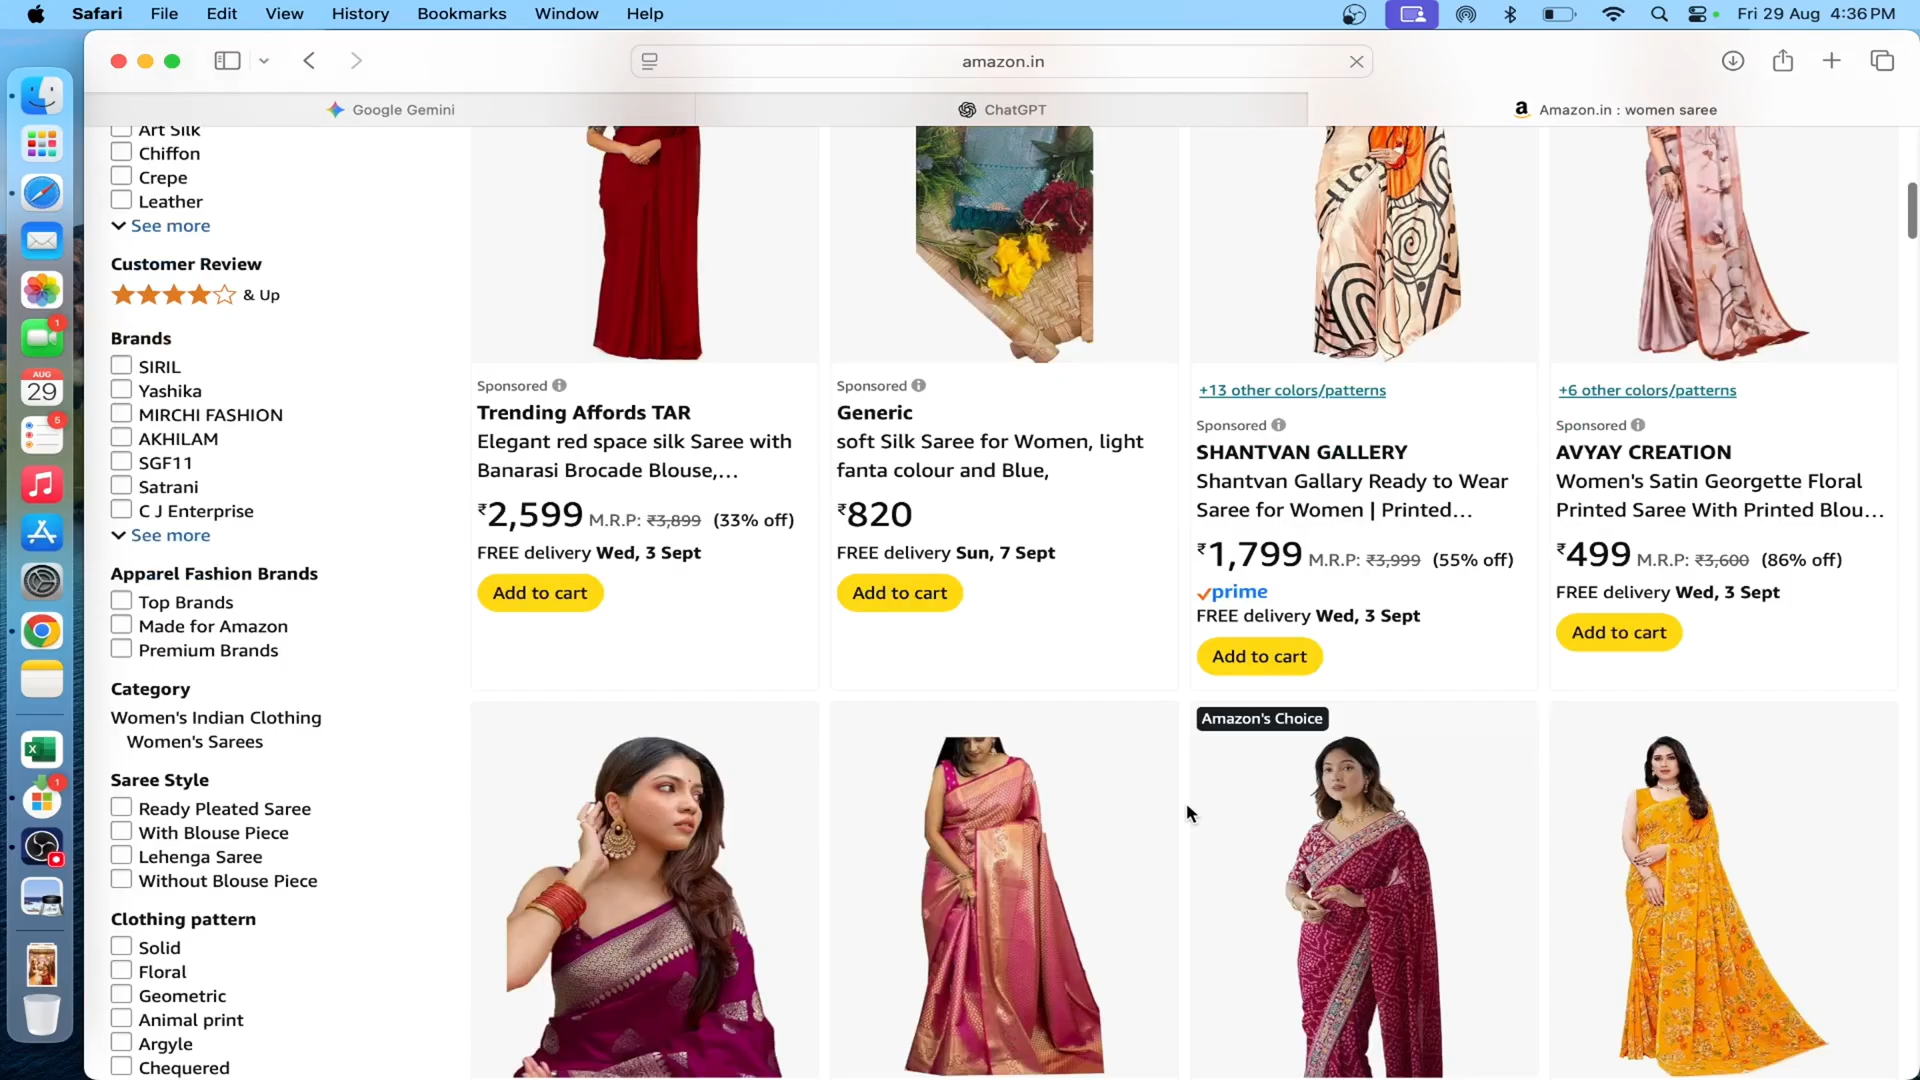 Safari File Edit View History Bookmarks Window Help
Fri 29 Aug 4:36 PM
amazon.in
Google Gemini
ChatGPT
a Amazon.in : women saree
AUG
29
1
5
1
Art Silk
Chiffon
Crepe
Leather
See more
Customer Review
& Up
Brands
SIRIL
Yashika
MIRCHI FASHION
AKHILAM
SGF11
Satrani
C J Enterprise
See more
Apparel Fashion Brands
Top Brands
Made for Amazon
Premium Brands
Category
Women's Indian Clothing
Women's Sarees
Saree Style
Ready Pleated Saree
With Blouse Piece
Lehenga Saree
Without Blouse Piece
Clothing pattern
Solid
Floral
Geometric
Animal print
Argyle
Chequered
Sponsored
Trending Affords TAR
Elegant red space silk Saree with
Banarasi Brocade Blouse,...
₹2,599 M.R.P: ₹3,899 (33% off)
FREE delivery Wed, 3 Sept
Add to cart
Sponsored
Generic
soft Silk Saree for Women, light
fanta colour and Blue,
₹820
FREE delivery Sun, 7 Sept
Add to cart
+13 other colors/patterns
Sponsored
SHANTVAN GALLERY
Shantvan Gallary Ready to Wear
Saree for Women | Printed...
₹1,799 M.R.P: ₹3,999 (55% off)
prime
FREE delivery Wed, 3 Sept
Add to cart
+6 other colors/patterns
Sponsored
AVYAY CREATION
Women's Satin Georgette Floral
Printed Saree With Printed Blou...
₹499 M.R.P: ₹3,600 (86% off)
FREE delivery Wed, 3 Sept
Add to cart
Amazon's Choice